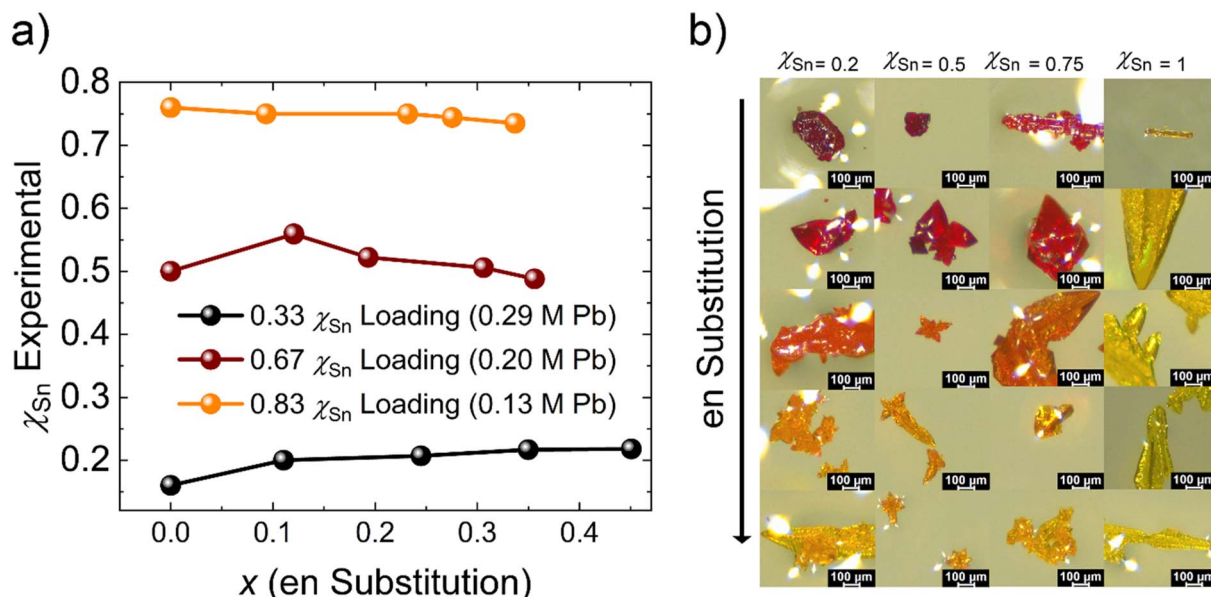 a)
0.8
0.7
0.6
0.5
0.4
0.3
0.2
0.0
0.1
0.2
0.3
0.4
χSn Experimental
x (en Substitution)
0.33 χSn Loading (0.29 M Pb)
0.67 χSn Loading (0.20 M Pb)
0.83 χSn Loading (0.13 M Pb)
b)
χSn = 0.2 χSn = 0.5 χSn = 0.75 χSn = 1
en Substitution
100 μm 100 μm 100 μm 100 μm
100 μm 100 μm 100 μm 100 μm
100 μm 100 μm 100 μm 100 μm
100 μm 100 μm 100 μm 100 μm
100 μm 100 μm 100 μm 100 μm